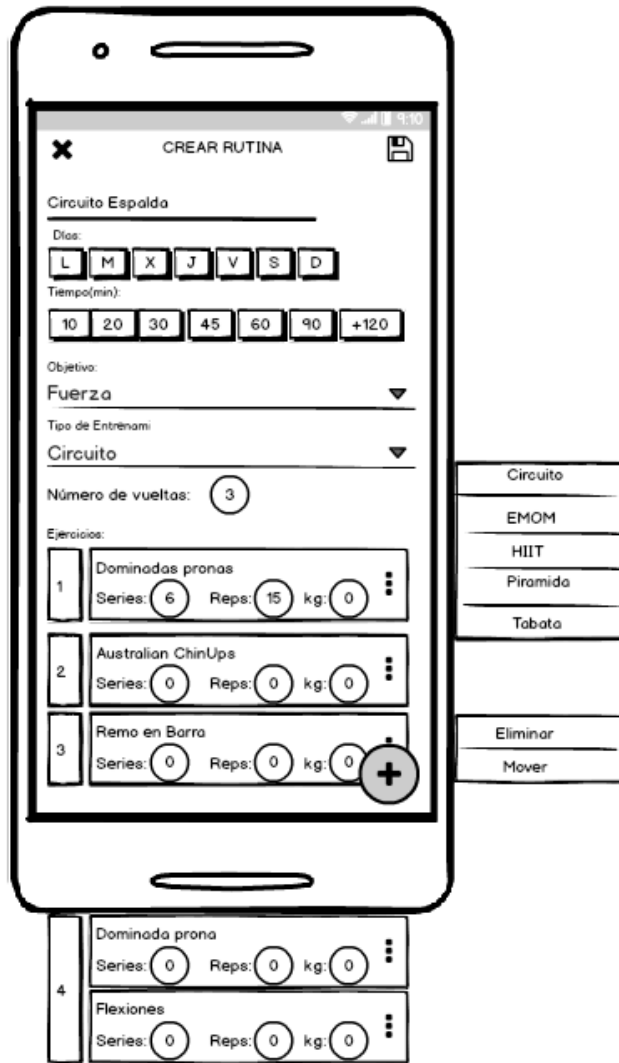 9:10
CREAR RUTINA
Circuito Espalda
Días:
L M X J V S D
Tiempo(min):
10 20 30 45 60 90 +120
Objetivo:
Fuerza
Tipo de Entrenami
Circuito
Número de vueltas: 3
Ejercicios:
1
Dominadas pronas
Series: 6 Reps: 15 kg: 0
2
Australian ChinUps
Series: 0 Reps: 0 kg: 0
3
Remo en Barra
Series: 0 Reps: 0 kg: 0
+
4
Dominada prona
Series: 0 Reps: 0 kg: 0
Flexiones
Series: 0 Reps: 0 kg: 0
Circuito
EMOM
HIIT
Piramida
Tabata
Eliminar
Mover